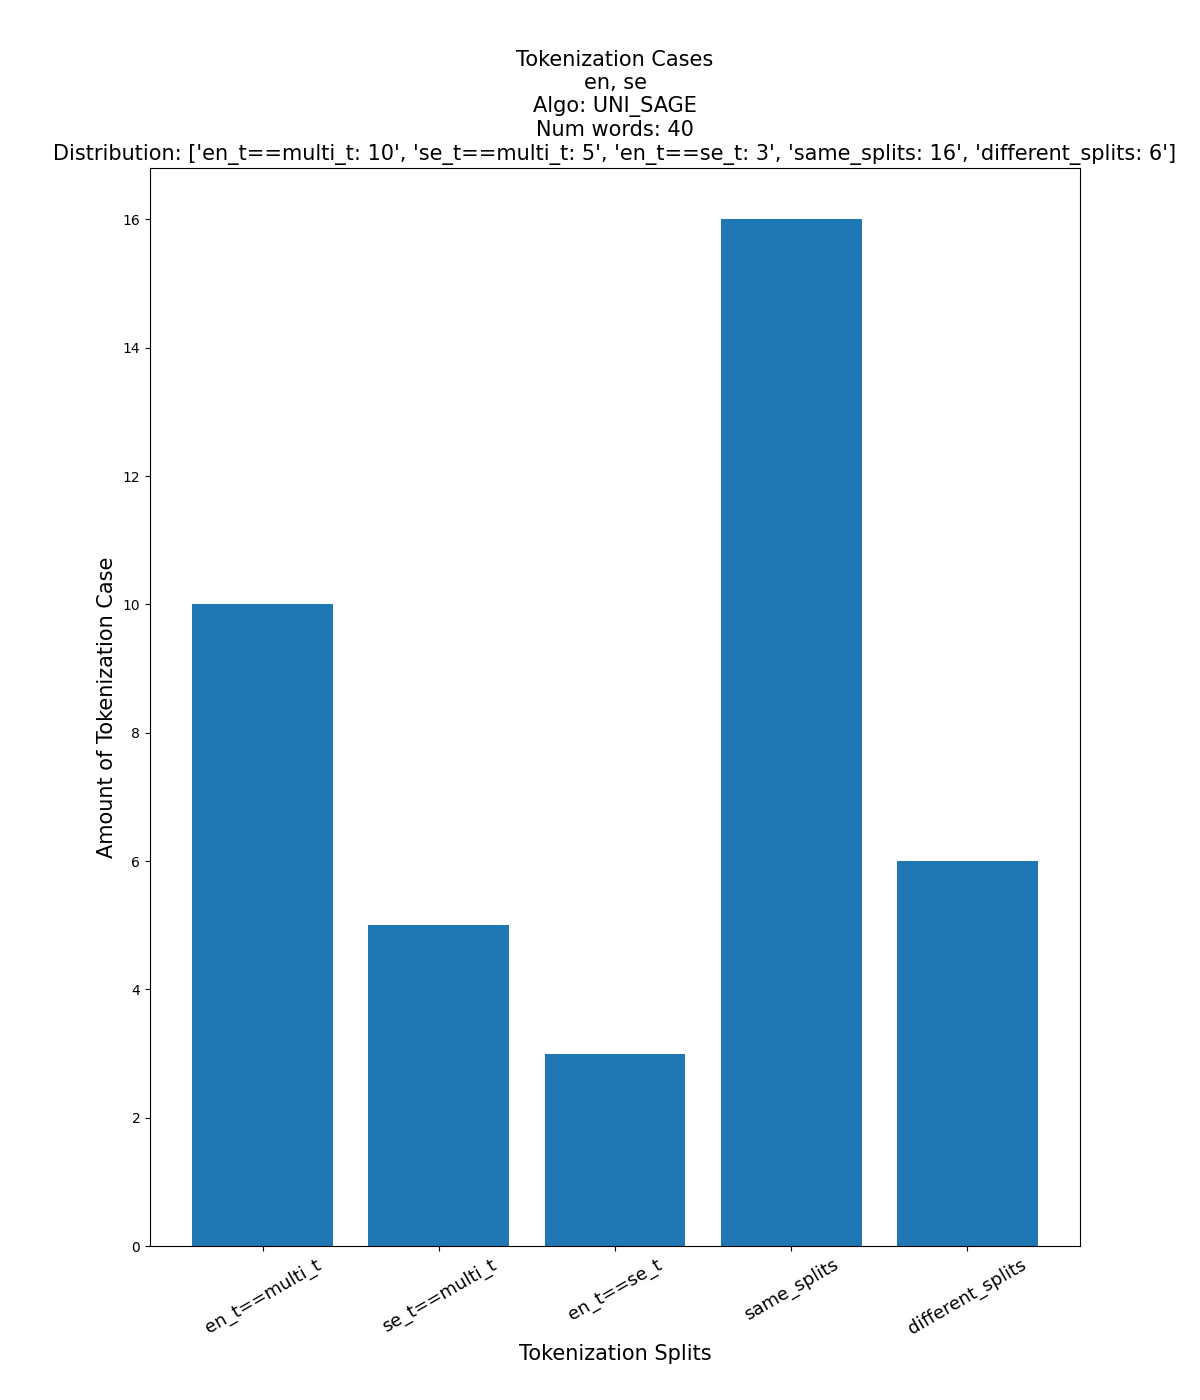 Tokenization Cases
en, se
Algo: UNI_SAGE
Num words: 40
Distribution: ['en_t==multi_t: 10', 'se_t==multi_t: 5', 'en_t==se_t: 3', 'same_splits: 16', 'different_splits: 6']
Amount of Tokenization Case
16
14
12
10
8
6
4
2
0
en_t==multi_t
se_t==multi_t
en_t==se_t
same_splits
different_splits
Tokenization Splits